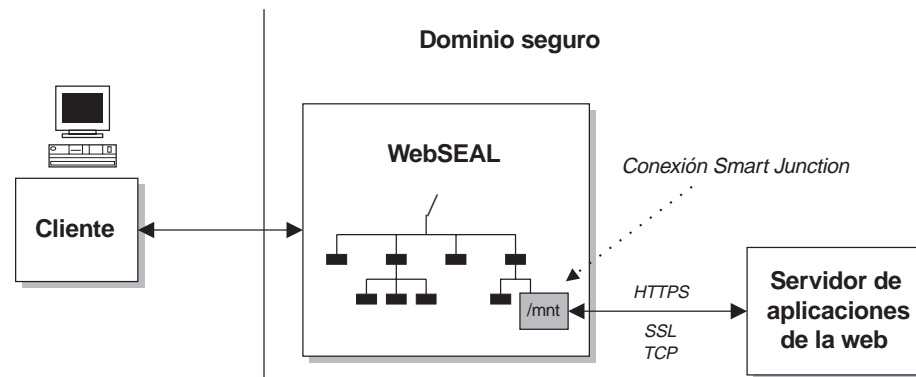 Dominio seguro
WebSEAL
Conexión Smart Junction
Cliente
/mnt
HTTPS
SSL
TCP
Servidor de
aplicaciones
de la web